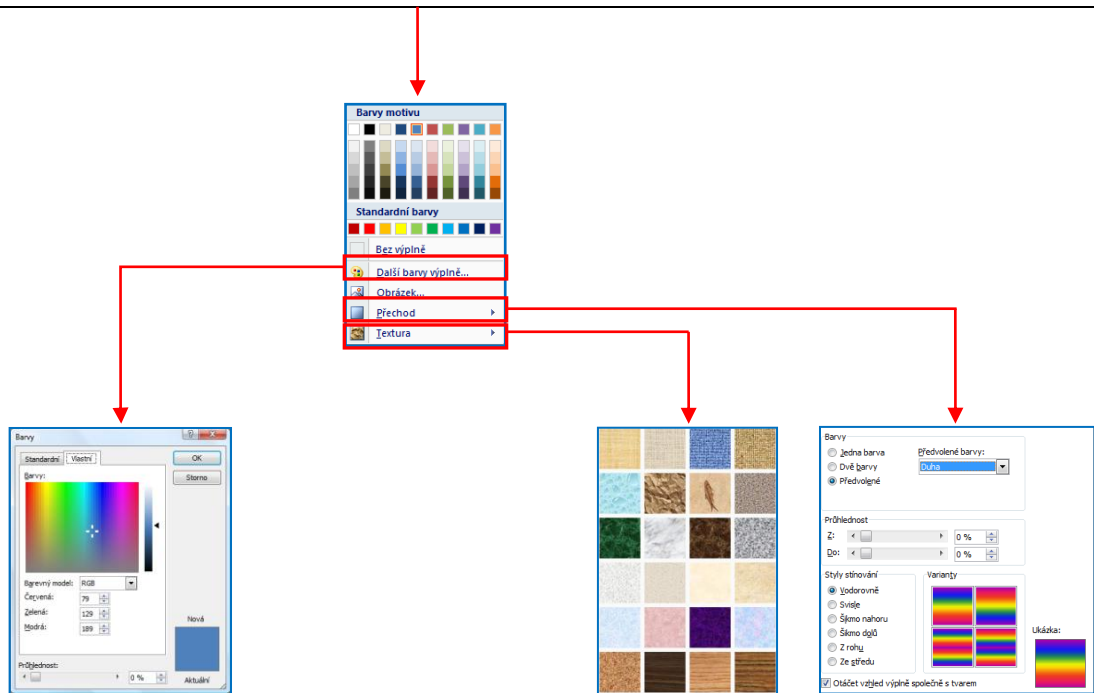 Barvy motivu
Standardní barvy
Bez výplně
Další barvy výplně...
Obrázek...
Přechod
Textura
Barvy
Standardní Vlastní
OK
Storno
Barvy:
Barevný model: RGB
Červená: 79
Zelená: 129
Modrá: 189
Nová
Aktuální
Průhlednost:
0 %
Barvy
Jedna barva
Dvě barvy
Předvolené
Předvolené barvy:
Duha
Průhlednost
Z: 0 %
Do: 0 %
Styly stínování
Vodorovně
Svisle
Šikmo nahoru
Šikmo dolů
Z rohu
Ze středu
Varianty
Ukázka:
Otáčet vzhled výplně společně s tvarem